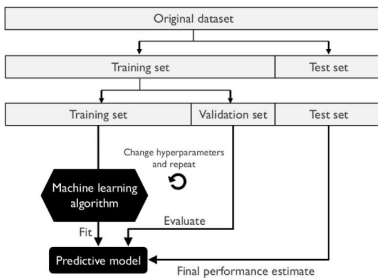 Original dataset
Training set
Test set
Training set
Validation set
Test set
Change hyperparameters
and repeat
Machine learning
algorithm
Evaluate
Fit
Predictive model
Final performance estimate